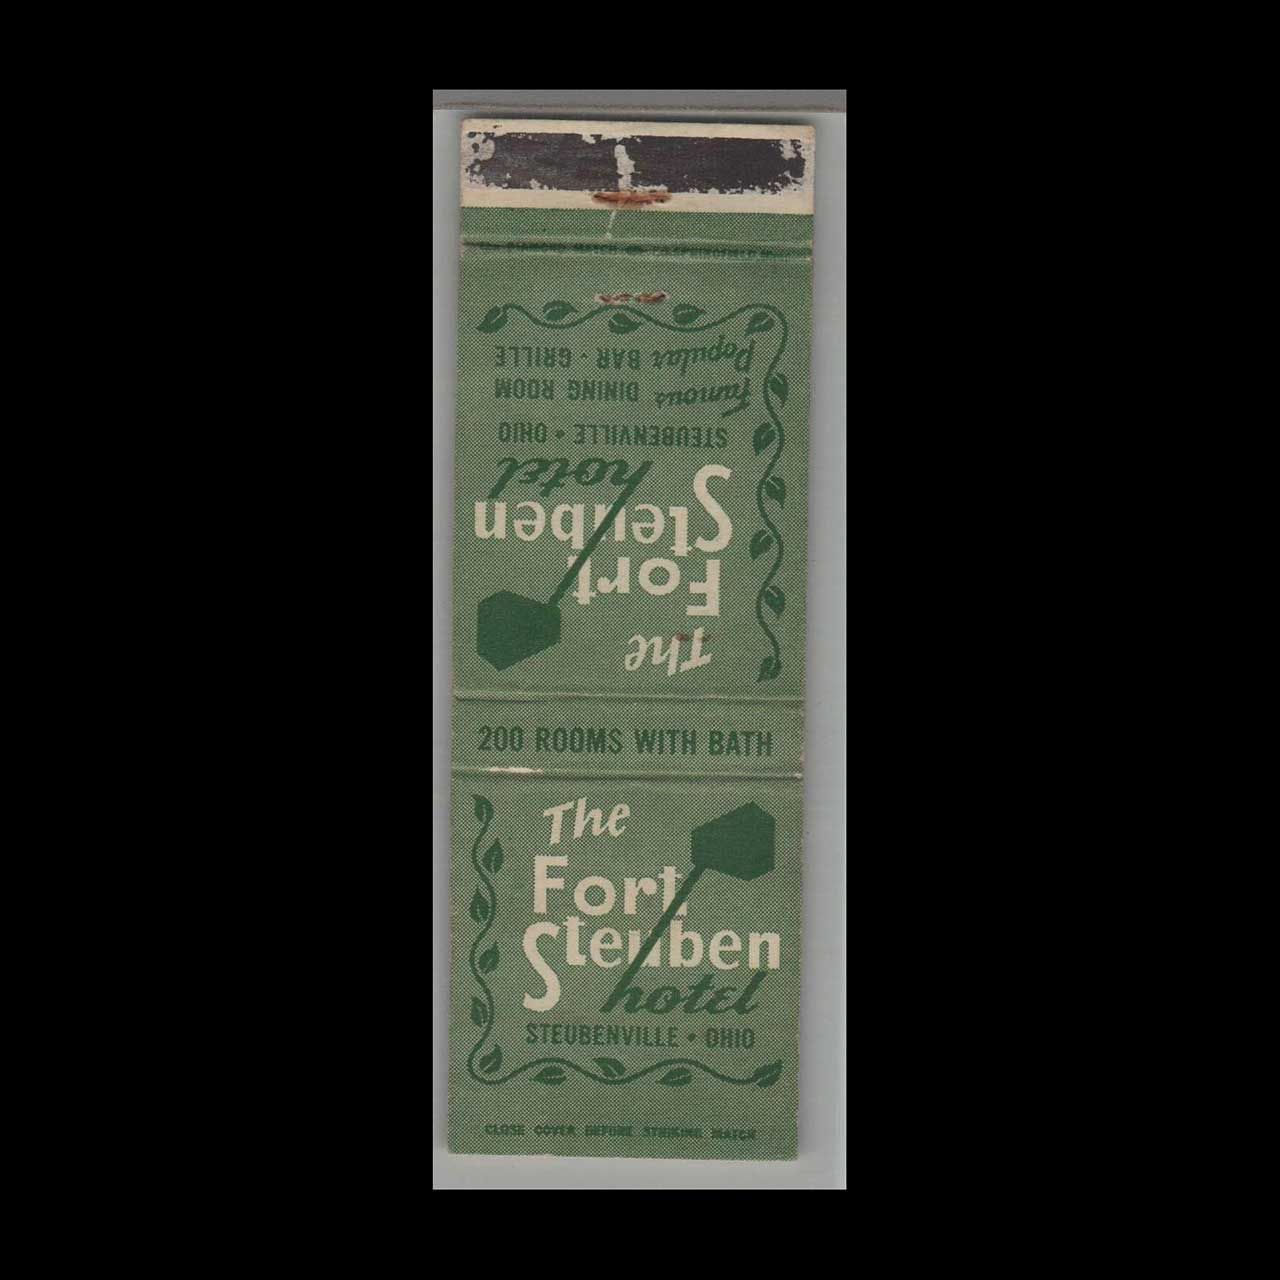 Popular BAR · GRILLE
Famous DINING ROOM
STEUBENVILLE • OHIO
hotel
Steuben
Fort
The
200 ROOMS WITH BATH
The
Fort
Steuben
hotel
STEUBENVILLE • OHIO
CLOSE COVER BEFORE STRIKING MATCH